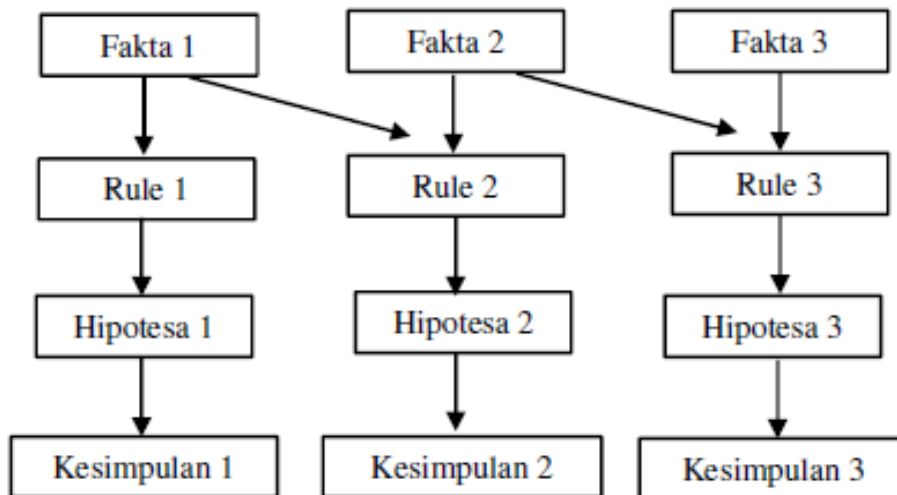 Fakta 1
Fakta 2
Fakta 3
Rule 1
Rule 2
Rule 3
Hipotesa 1
Hipotesa 2
Hipotesa 3
Kesimpulan 1
Kesimpulan 2
Kesimpulan 3